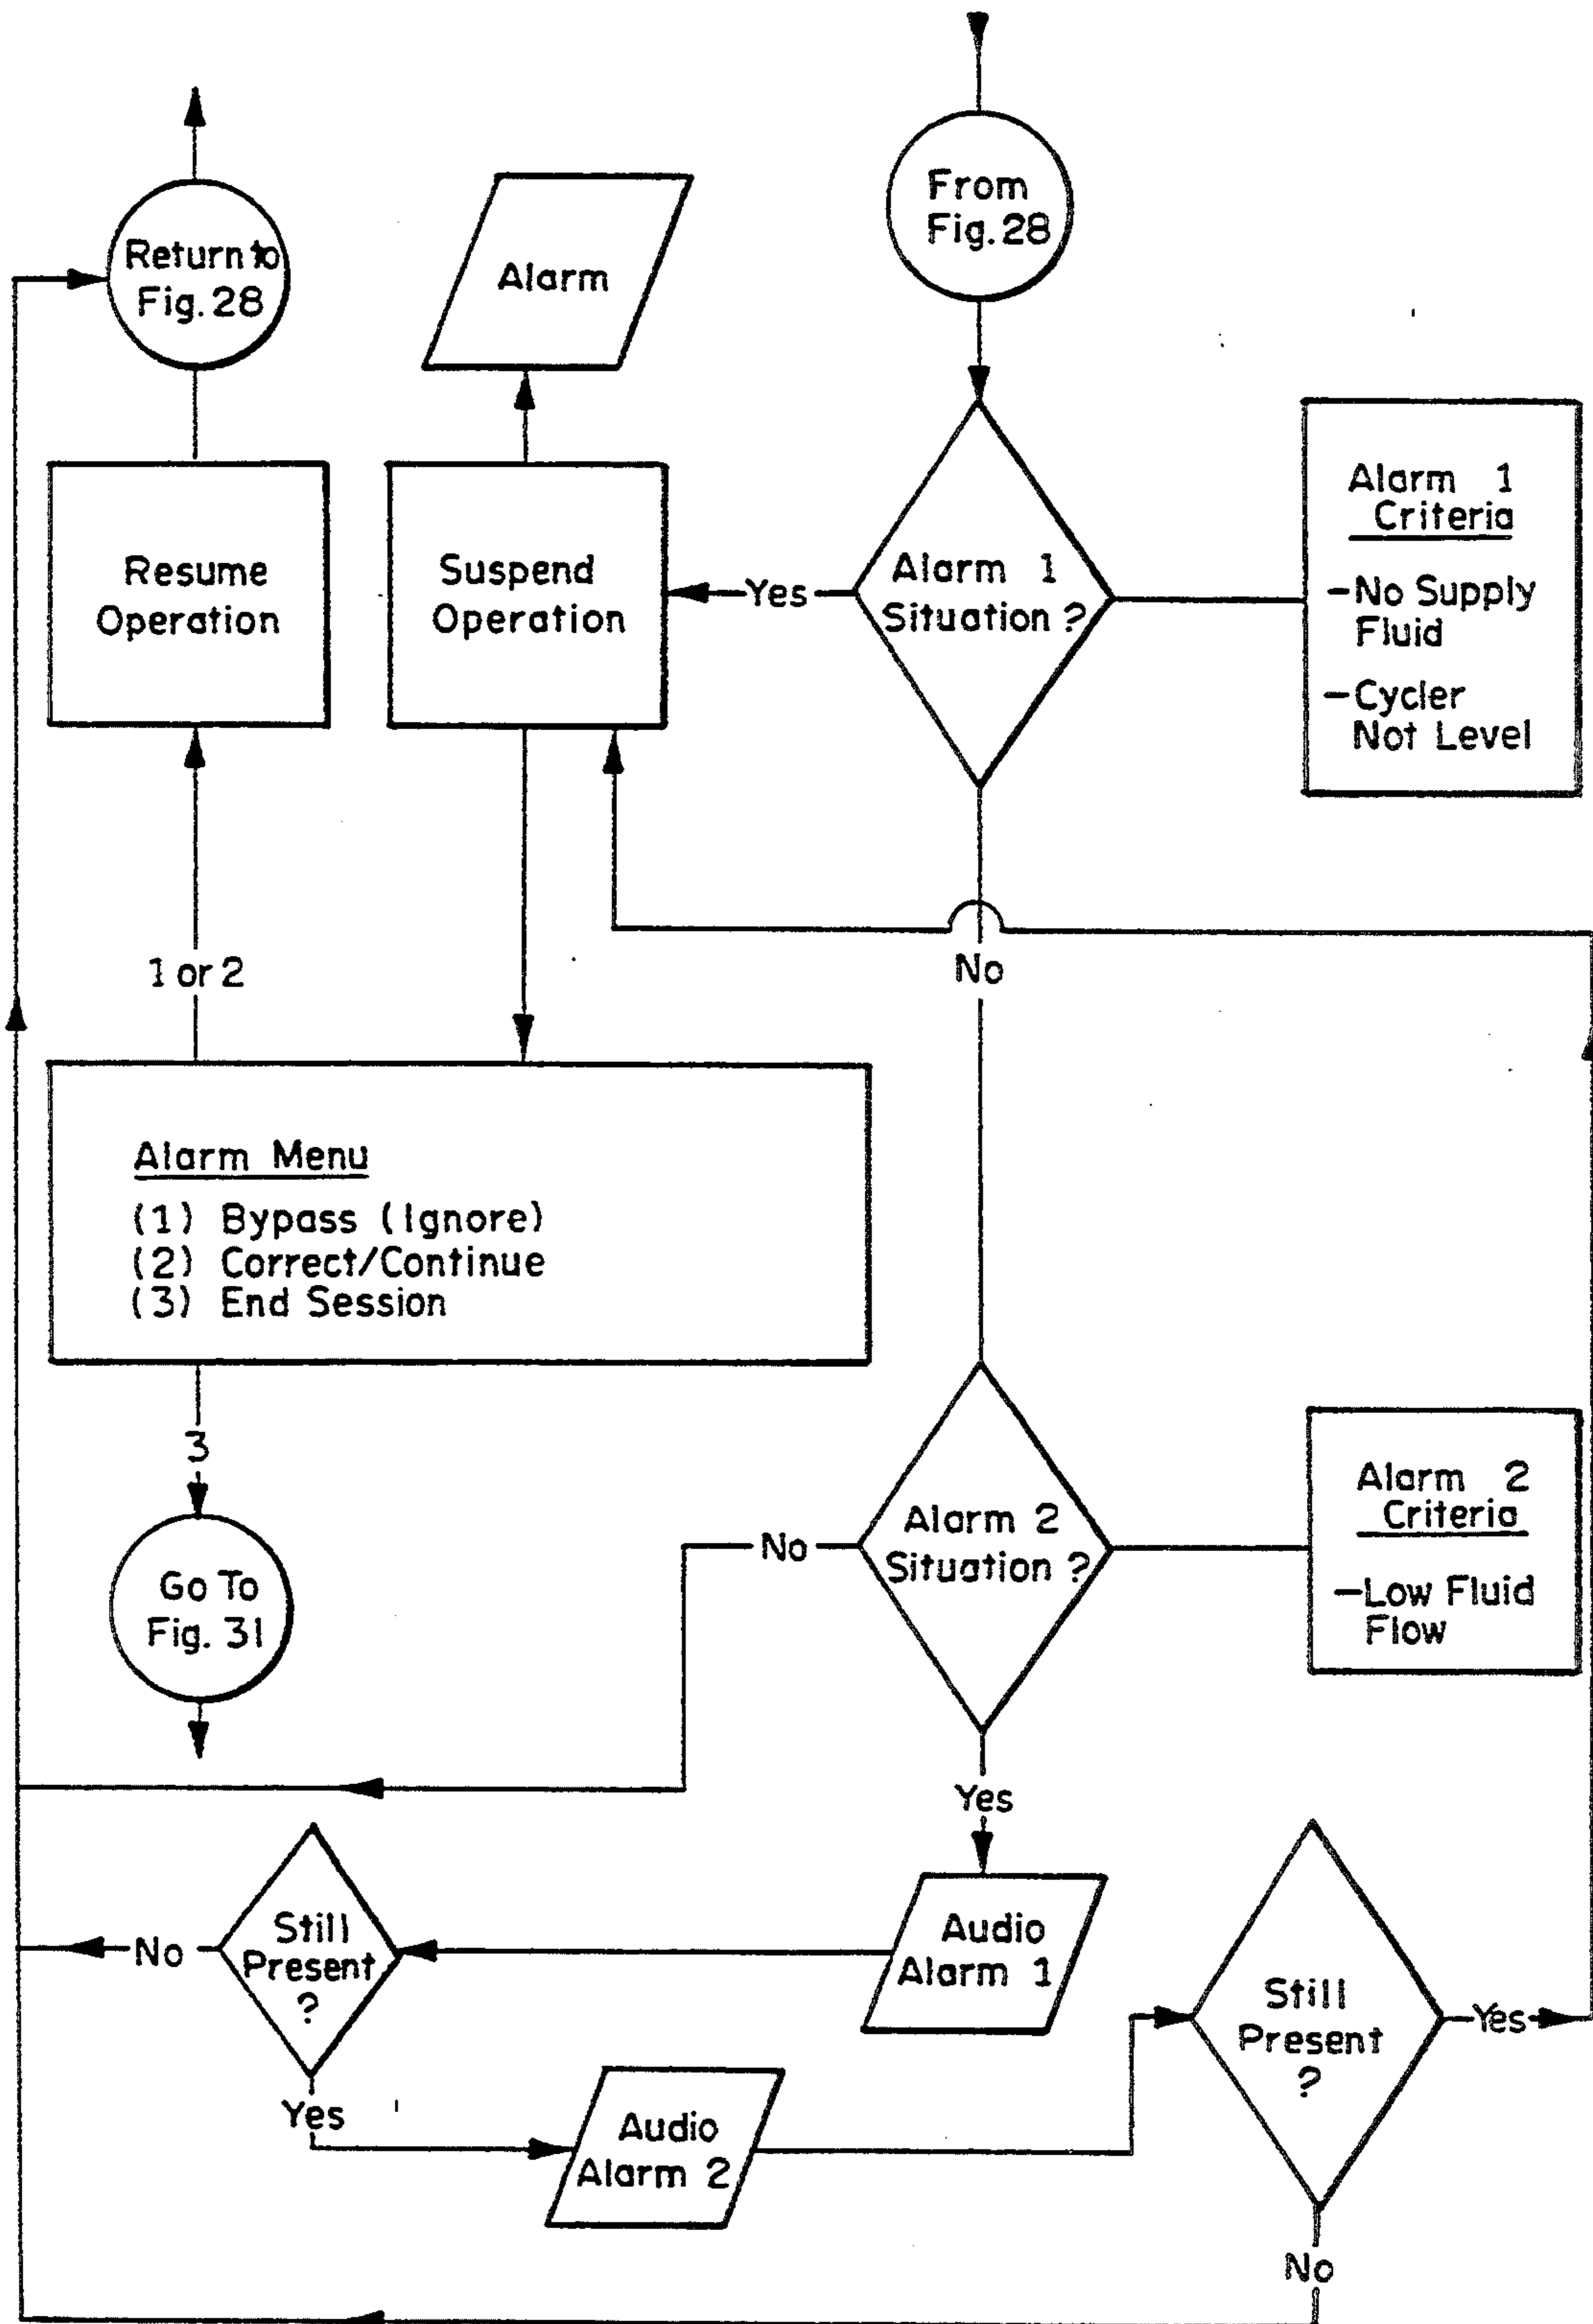 From
Fig. 28
Return to
Fig. 28
Alarm
Resume
Operation
Suspend
Operation
Yes
Alarm 1
Situation ?
Alarm 1
Criteria
-No Supply
Fluid
-Cycler
Not Level
1 or 2
No
Alarm Menu
(1) Bypass (Ignore)
(2) Correct/Continue
(3) End Session
3
Go To
Fig. 31
No
Alarm 2
Situation ?
Alarm 2
Criteria
-Low Fluid
Flow
Yes
Audio
Alarm 1
Still
Present
?
No
Yes
Audio
Alarm 2
Still
Present
?
Yes
No